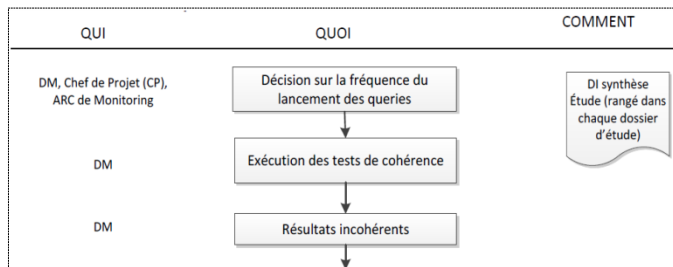 QUI
QUOI
COMMENT
DM, Chef de Projet (CP),
ARC de Monitoring
Décision sur la fréquence du
lancement des queries
DI synthèse
Étude (rangé dans
chaque dossier
d'étude)
DM
Exécution des tests de cohérence
DM
Résultats incohérents